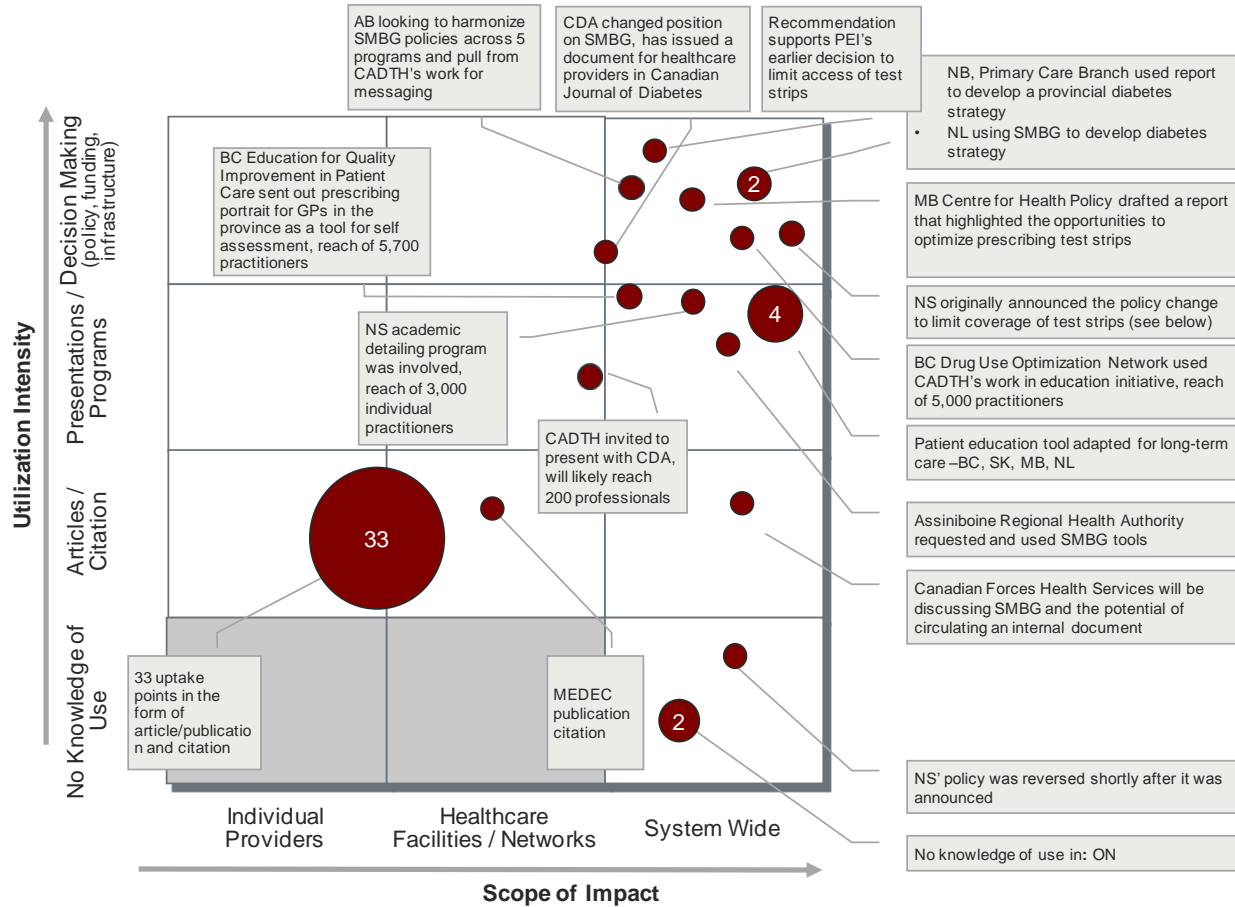 AB looking to harmonize
SMBG policies across 5
programs and pull from
CADTH's work for
messaging
CDA changed position
on SMBG, has issued a
document for healthcare
providers in Canadian
Journal of Diabetes
Recommendation
supports PEI's
earlier decision to
limit access of test
strips
NB, Primary Care Branch used report
to develop a provincial diabetes
strategy
• NL using SMBG to develop diabetes
strategy
BC Education for Quality
Improvement in Patient
Care sent out prescribing
portrait for GPs in the
province as a tool for self
assessment, reach of 5,700
practitioners
2
MB Centre for Health Policy drafted a report
that highlighted the opportunities to
optimize prescribing test strips
NS originally announced the policy change
to limit coverage of test strips (see below)
NS academic
detailing program
was involved,
reach of 3,000
individual
practitioners
4
BC Drug Use Optimization Network used
CADTH's work in education initiative, reach
of 5,000 practitioners
CADTH invited to
present with CDA,
will likely reach
200 professionals
Patient education tool adapted for long-term
care –BC, SK, MB, NL
Assiniboine Regional Health Authority
requested and used SMBG tools
33
Canadian Forces Health Services will be
discussing SMBG and the potential of
circulating an internal document
33 uptake
points in the
form of
article/publicatio
n and citation
MEDEC
publication
citation
2
NS' policy was reversed shortly after it was
announced
No knowledge of use in: ON
Utilization Intensity
Decision Making
(policy, funding,
infrastructure)
Presentations /
Programs
Articles /
Citation
No Knowledge of
Use
Individual
Providers
Healthcare
Facilities / Networks
System Wide
Scope of Impact